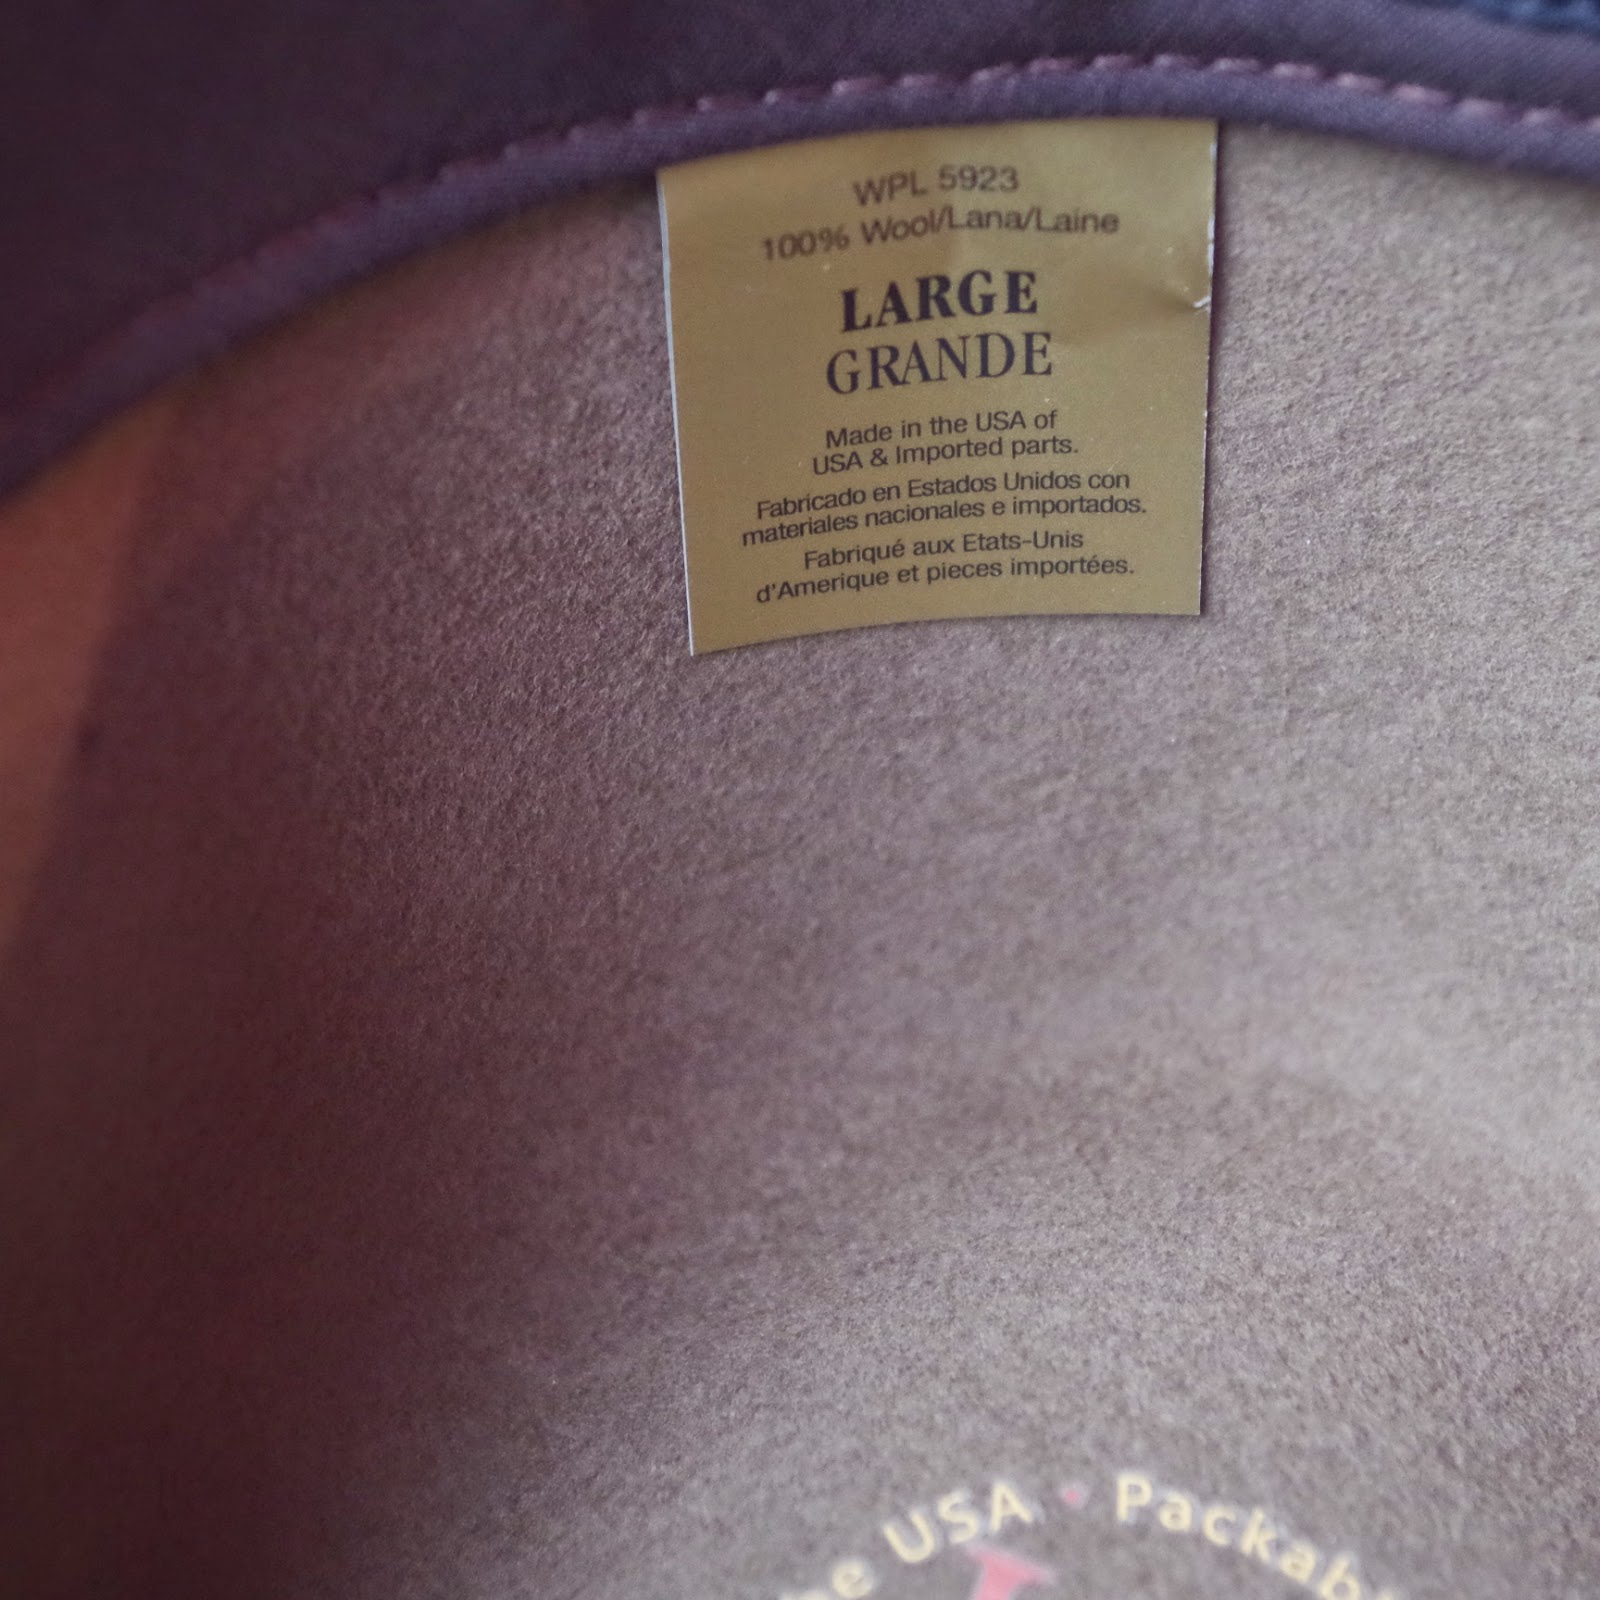 WPL 5923
100% Wool/Lana/Laine
LARGE
GRANDE
Made in the USA of
USA & Imported parts.
Fabricado en Estados Unidos con
materiales nacionales e importados.
Fabriqué aux Etats-Unis
d'Amerique et pieces importées.
USA • Packab